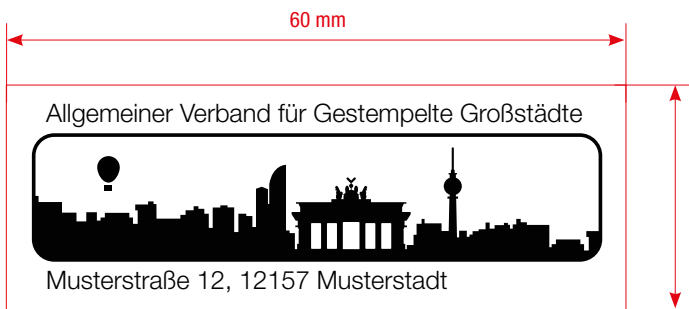 60 mm
Allgemeiner Verband für Gestempelte Großstädte
Musterstraße 12, 12157 Musterstadt